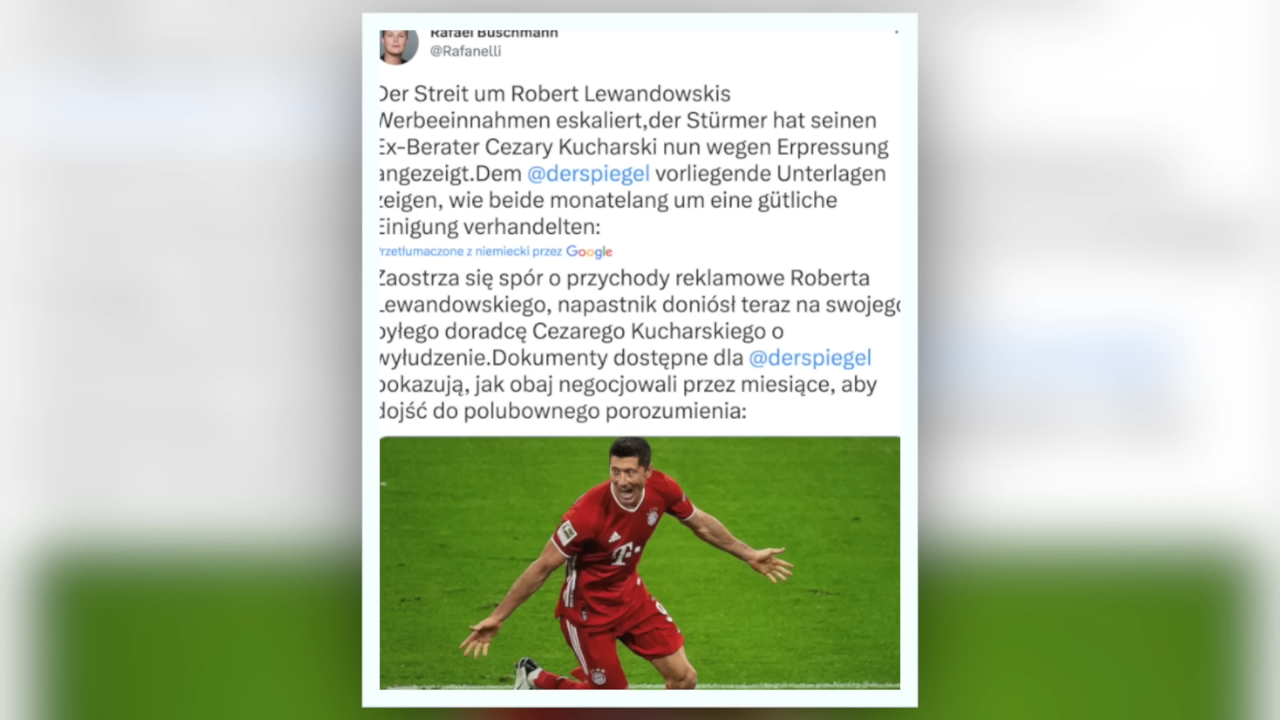 Rafael Buschmann
@Rafanelli
Der Streit um Robert Lewandowskis
Werbeeinnahmen eskaliert,der Stürmer hat seinen
Ex-Berater Cezary Kucharski nun wegen Erpressung
angezeigt.Dem @derspiegel vorliegende Unterlagen
zeigen, wie beide monatelang um eine gütliche
Einigung verhandelten:
Przetłumaczone z niemiecki przez Google
Zaostrza się spór o przychody reklamowe Roberta
Lewandowskiego, napastnik doniósł teraz na swojego
byłego doradcę Cezarego Kucharskiego o
wyłudzenie.Dokumenty dostępne dla @derspiegel
pokazują, jak obaj negocjowali przez miesiące, aby
dojść do polubownego porozumienia:
T